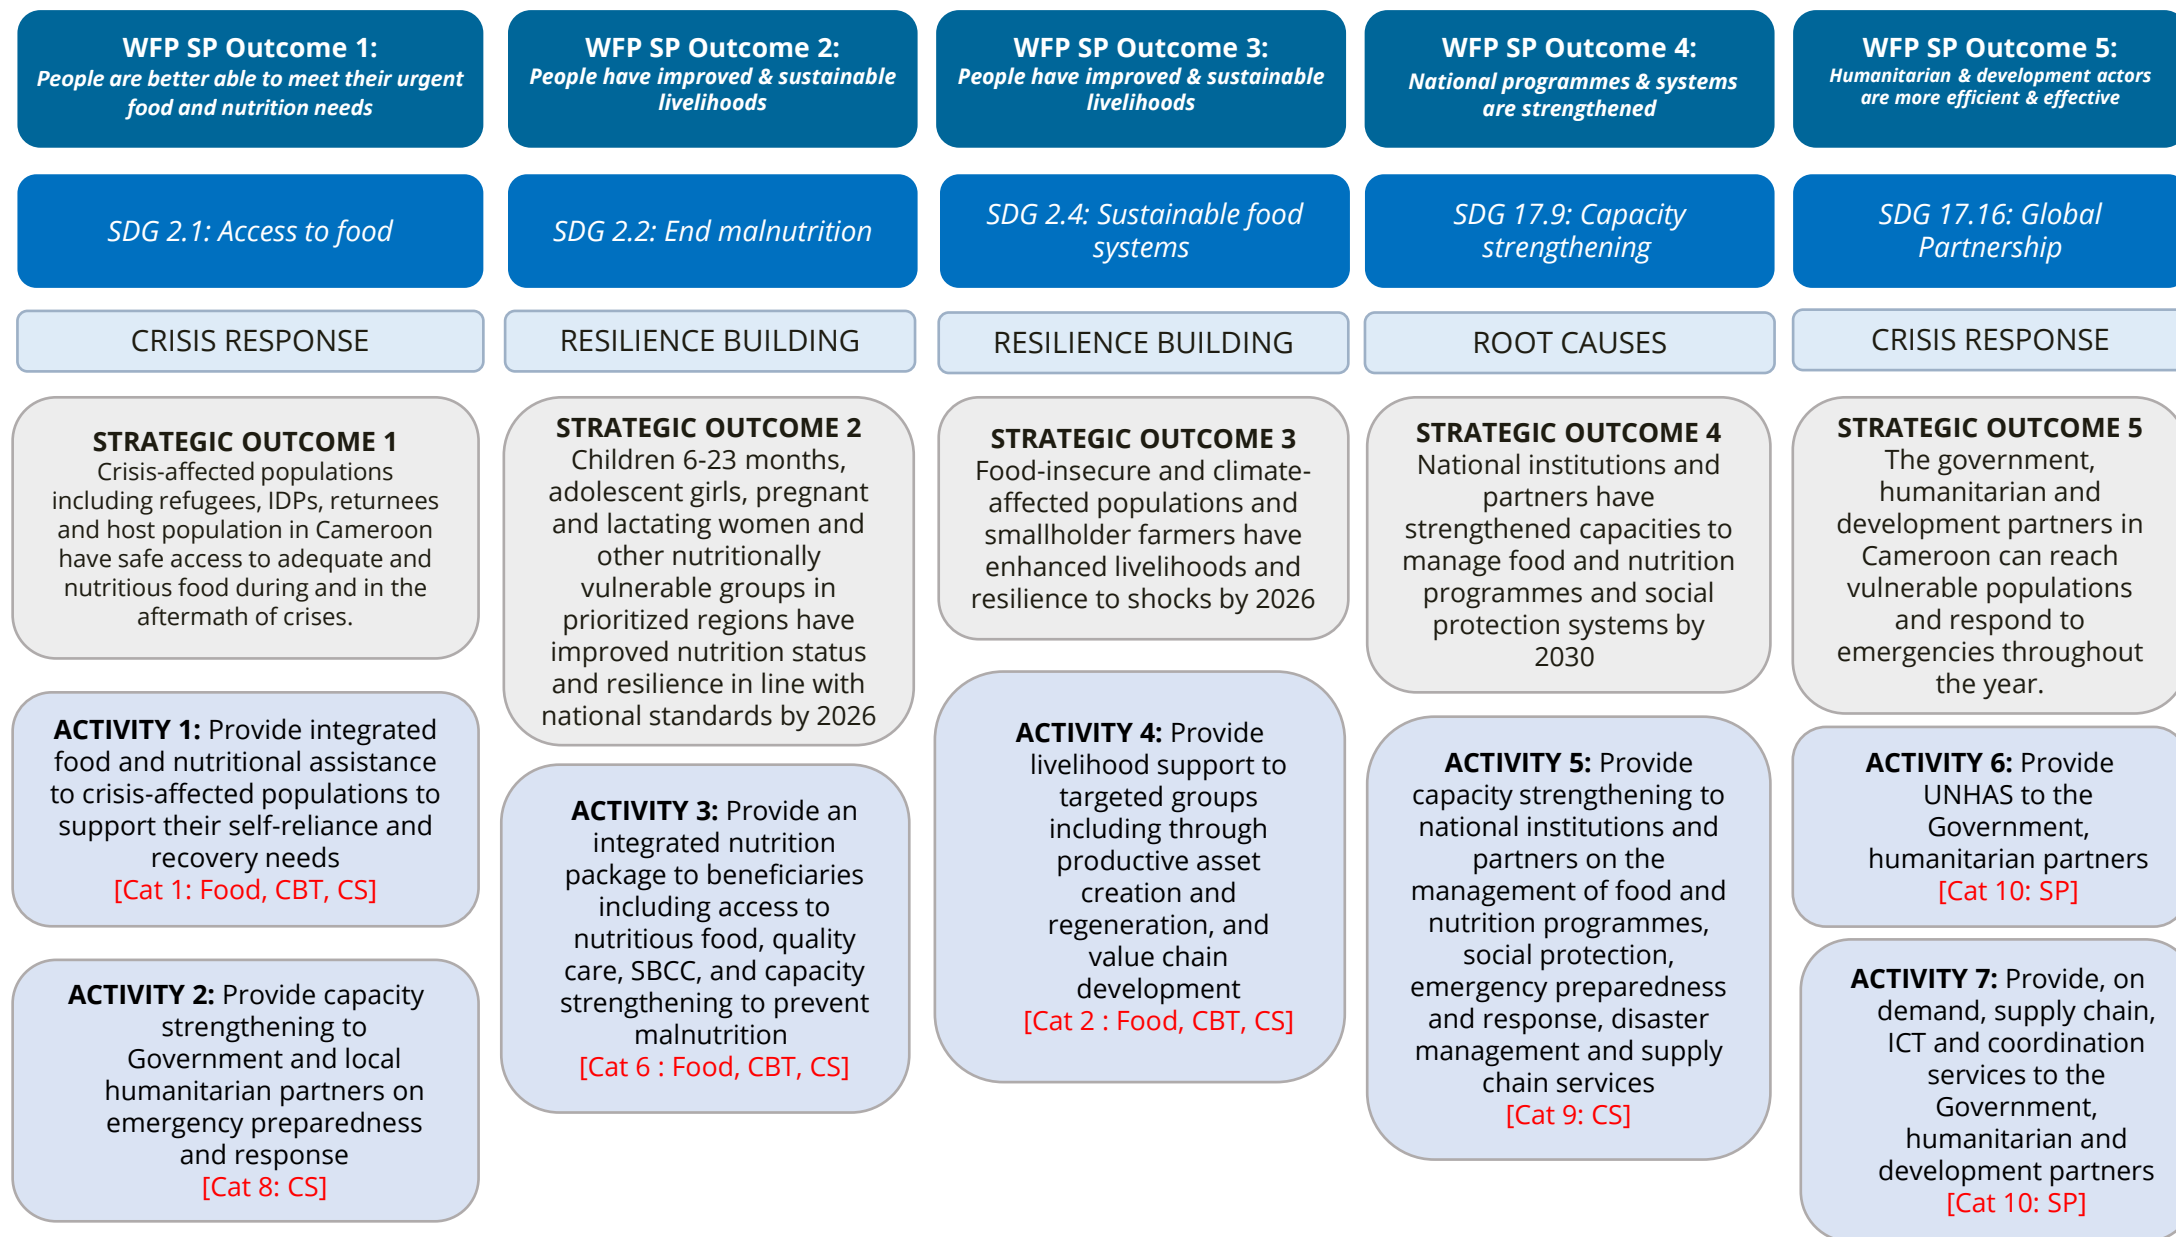 WFP SP Outcome 1:
People are better able to meet their urgent
food and nutrition needs
WFP SP Outcome 2:
People have improved & sustainable
livelihoods
WFP SP Outcome 3:
People have improved & sustainable
livelihoods
WFP SP Outcome 4:
National programmes & systems
are strengthened
WFP SP Outcome 5:
Humanitarian & development actors
are more efficient & effective
SDG 2.1: Access to food
SDG 2.2: End malnutrition
SDG 2.4: Sustainable food
systems
SDG 17.9: Capacity
strengthening
SDG 17.16: Global
Partnership
CRISIS RESPONSE
RESILIENCE BUILDING
RESILIENCE BUILDING
ROOT CAUSES
CRISIS RESPONSE
STRATEGIC OUTCOME 1
Crisis-affected populations
including refugees, IDPs, returnees
and host population in Cameroon
have safe access to adequate and
nutritious food during and in the
aftermath of crises.
STRATEGIC OUTCOME 2
Children 6-23 months,
adolescent girls, pregnant
and lactating women and
other nutritionally
vulnerable groups in
prioritized regions have
improved nutrition status
and resilience in line with
national standards by 2026
STRATEGIC OUTCOME 3
Food-insecure and climate-
affected populations and
smallholder farmers have
enhanced livelihoods and
resilience to shocks by 2026
STRATEGIC OUTCOME 4
National institutions and
partners have
strengthened capacities to
manage food and nutrition
programmes and social
protection systems by
2030
STRATEGIC OUTCOME 5
The government,
humanitarian and
development partners in
Cameroon can reach
vulnerable populations
and respond to
emergencies throughout
the year.
ACTIVITY 1: Provide integrated
food and nutritional assistance
to crisis-affected populations to
support their self-reliance and
recovery needs
[Cat 1: Food, CBT, CS]
ACTIVITY 2: Provide capacity
strengthening to
Government and local
humanitarian partners on
emergency preparedness
and response
[Cat 8: CS]
ACTIVITY 3: Provide an
integrated nutrition
package to beneficiaries
including access to
nutritious food, quality
care, SBCC, and capacity
strengthening to prevent
malnutrition
[Cat 6 : Food, CBT, CS]
ACTIVITY 4: Provide
livelihood support to
targeted groups
including through
productive asset
creation and
regeneration, and
value chain
development
[Cat 2 : Food, CBT, CS]
ACTIVITY 5: Provide
capacity strengthening to
national institutions and
partners on the
management of food and
nutrition programmes,
social protection,
emergency preparedness
and response, disaster
management and supply
chain services
[Cat 9: CS]
ACTIVITY 6: Provide
UNHAS to the
Government,
humanitarian partners
[Cat 10: SP]
ACTIVITY 7: Provide, on
demand, supply chain,
ICT and coordination
services to the
Government,
humanitarian and
development partners
[Cat 10: SP]